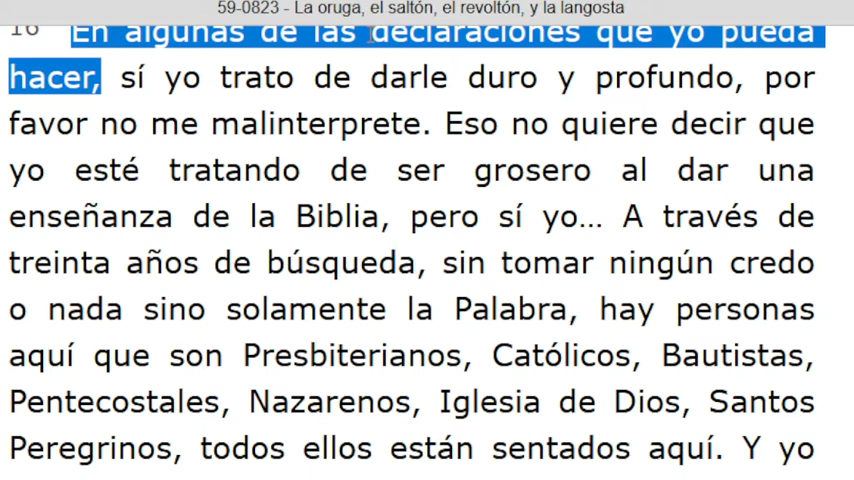 59-0823 - La oruga, el saltón, el revoltón, y la langosta
16 En algunas de las declaraciones que yo pueda
hacer, sí yo trato de darle duro y profundo, por
favor no me malinterprete. Eso no quiere decir que
yo esté tratando de ser grosero al dar una
enseñanza de la Biblia, pero sí yo… A través de
treinta años de búsqueda, sin tomar ningún credo
o nada sino solamente la Palabra, hay personas
aquí que son Presbiterianos, Católicos, Bautistas,
Pentecostales, Nazarenos, Iglesia de Dios, Santos
Peregrinos, todos ellos están sentados aquí. Y yo